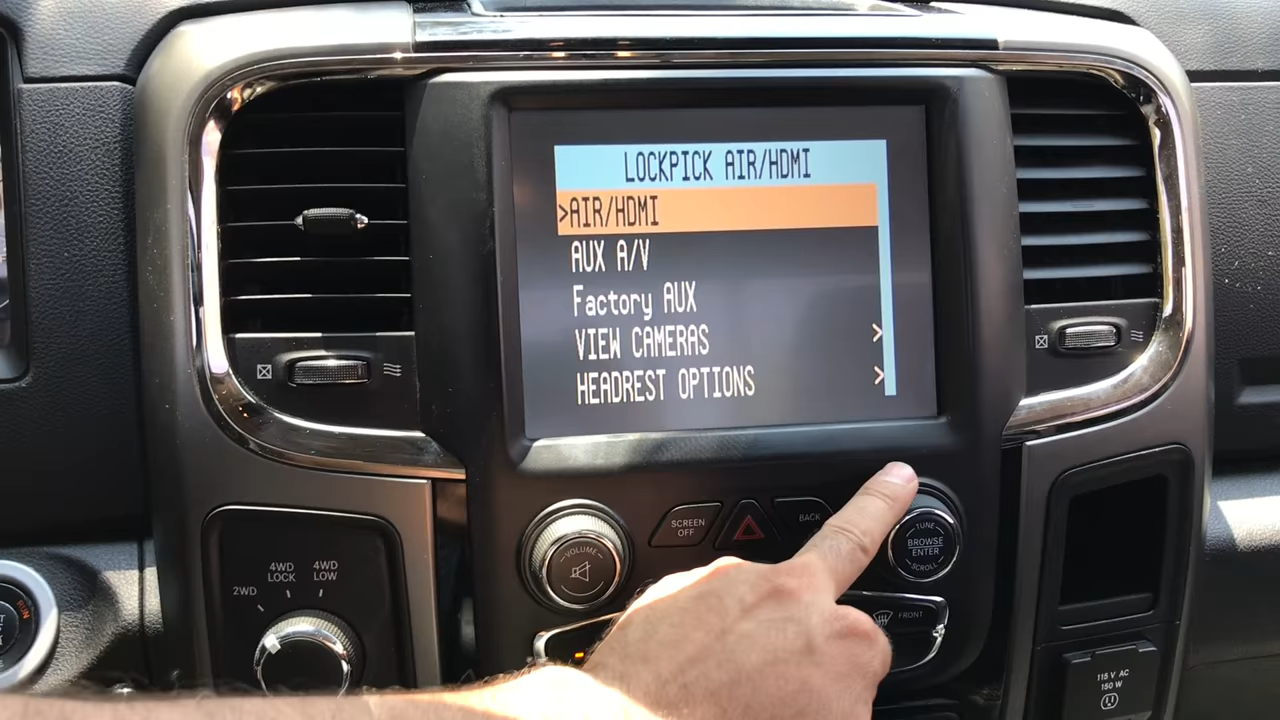 LOCKPICK AIR/HDMI
>AIR/HDMI
AUX A/V
Factory AUX
VIEW CAMERAS >
HEADREST OPTIONS >
VOLUME
SCREEN
OFF
BACK
TUNE
BROWSE
ENTER
SCROLL
FRONT
4WD
LOCK
4WD
LOW
2WD
RUN
115 V AC
150 W